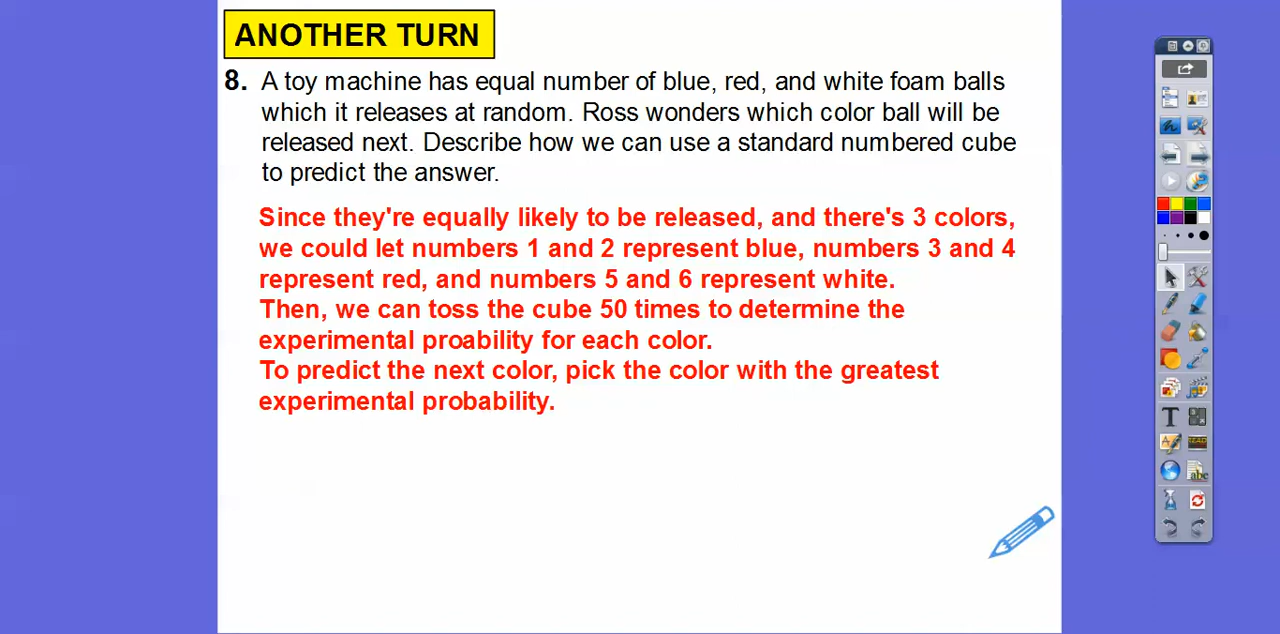 ANOTHER TURN
8. A toy machine has equal number of blue, red, and white foam balls
which it releases at random. Ross wonders which color ball will be
released next. Describe how we can use a standard numbered cube
to predict the answer.
Since they're equally likely to be released, and there's 3 colors,
we could let numbers 1 and 2 represent blue, numbers 3 and 4
represent red, and numbers 5 and 6 represent white.
Then, we can toss the cube 50 times to determine the
experimental proability for each color.
To predict the next color, pick the color with the greatest
experimental probability.
T
abc